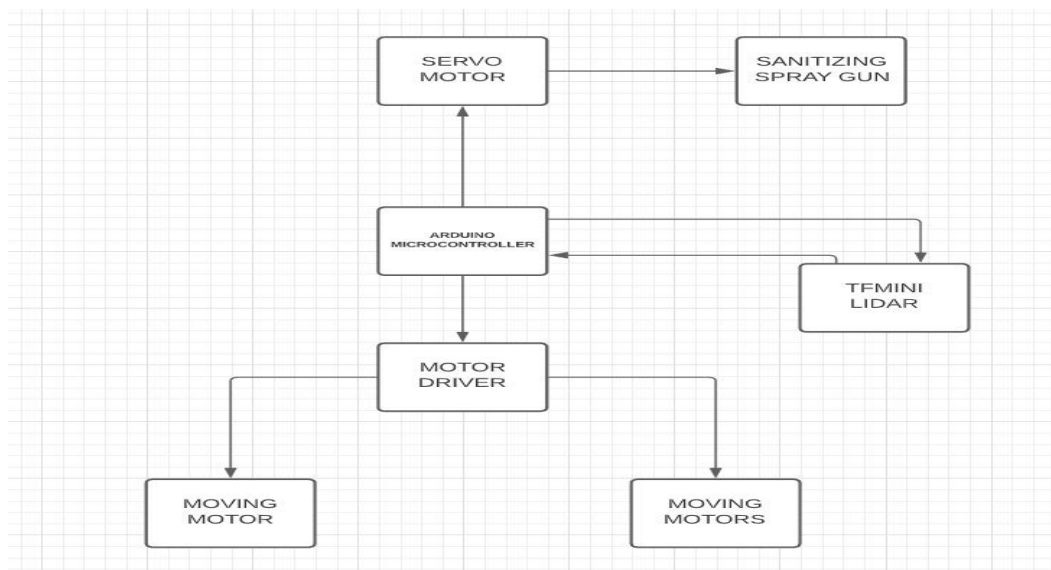 SERVO
MOTOR
SANITIZING
SPRAY GUN
ARDUINO
MICROCONTROLLER
TFMINI
LIDAR
MOTOR
DRIVER
MOVING
MOTOR
MOVING
MOTORS